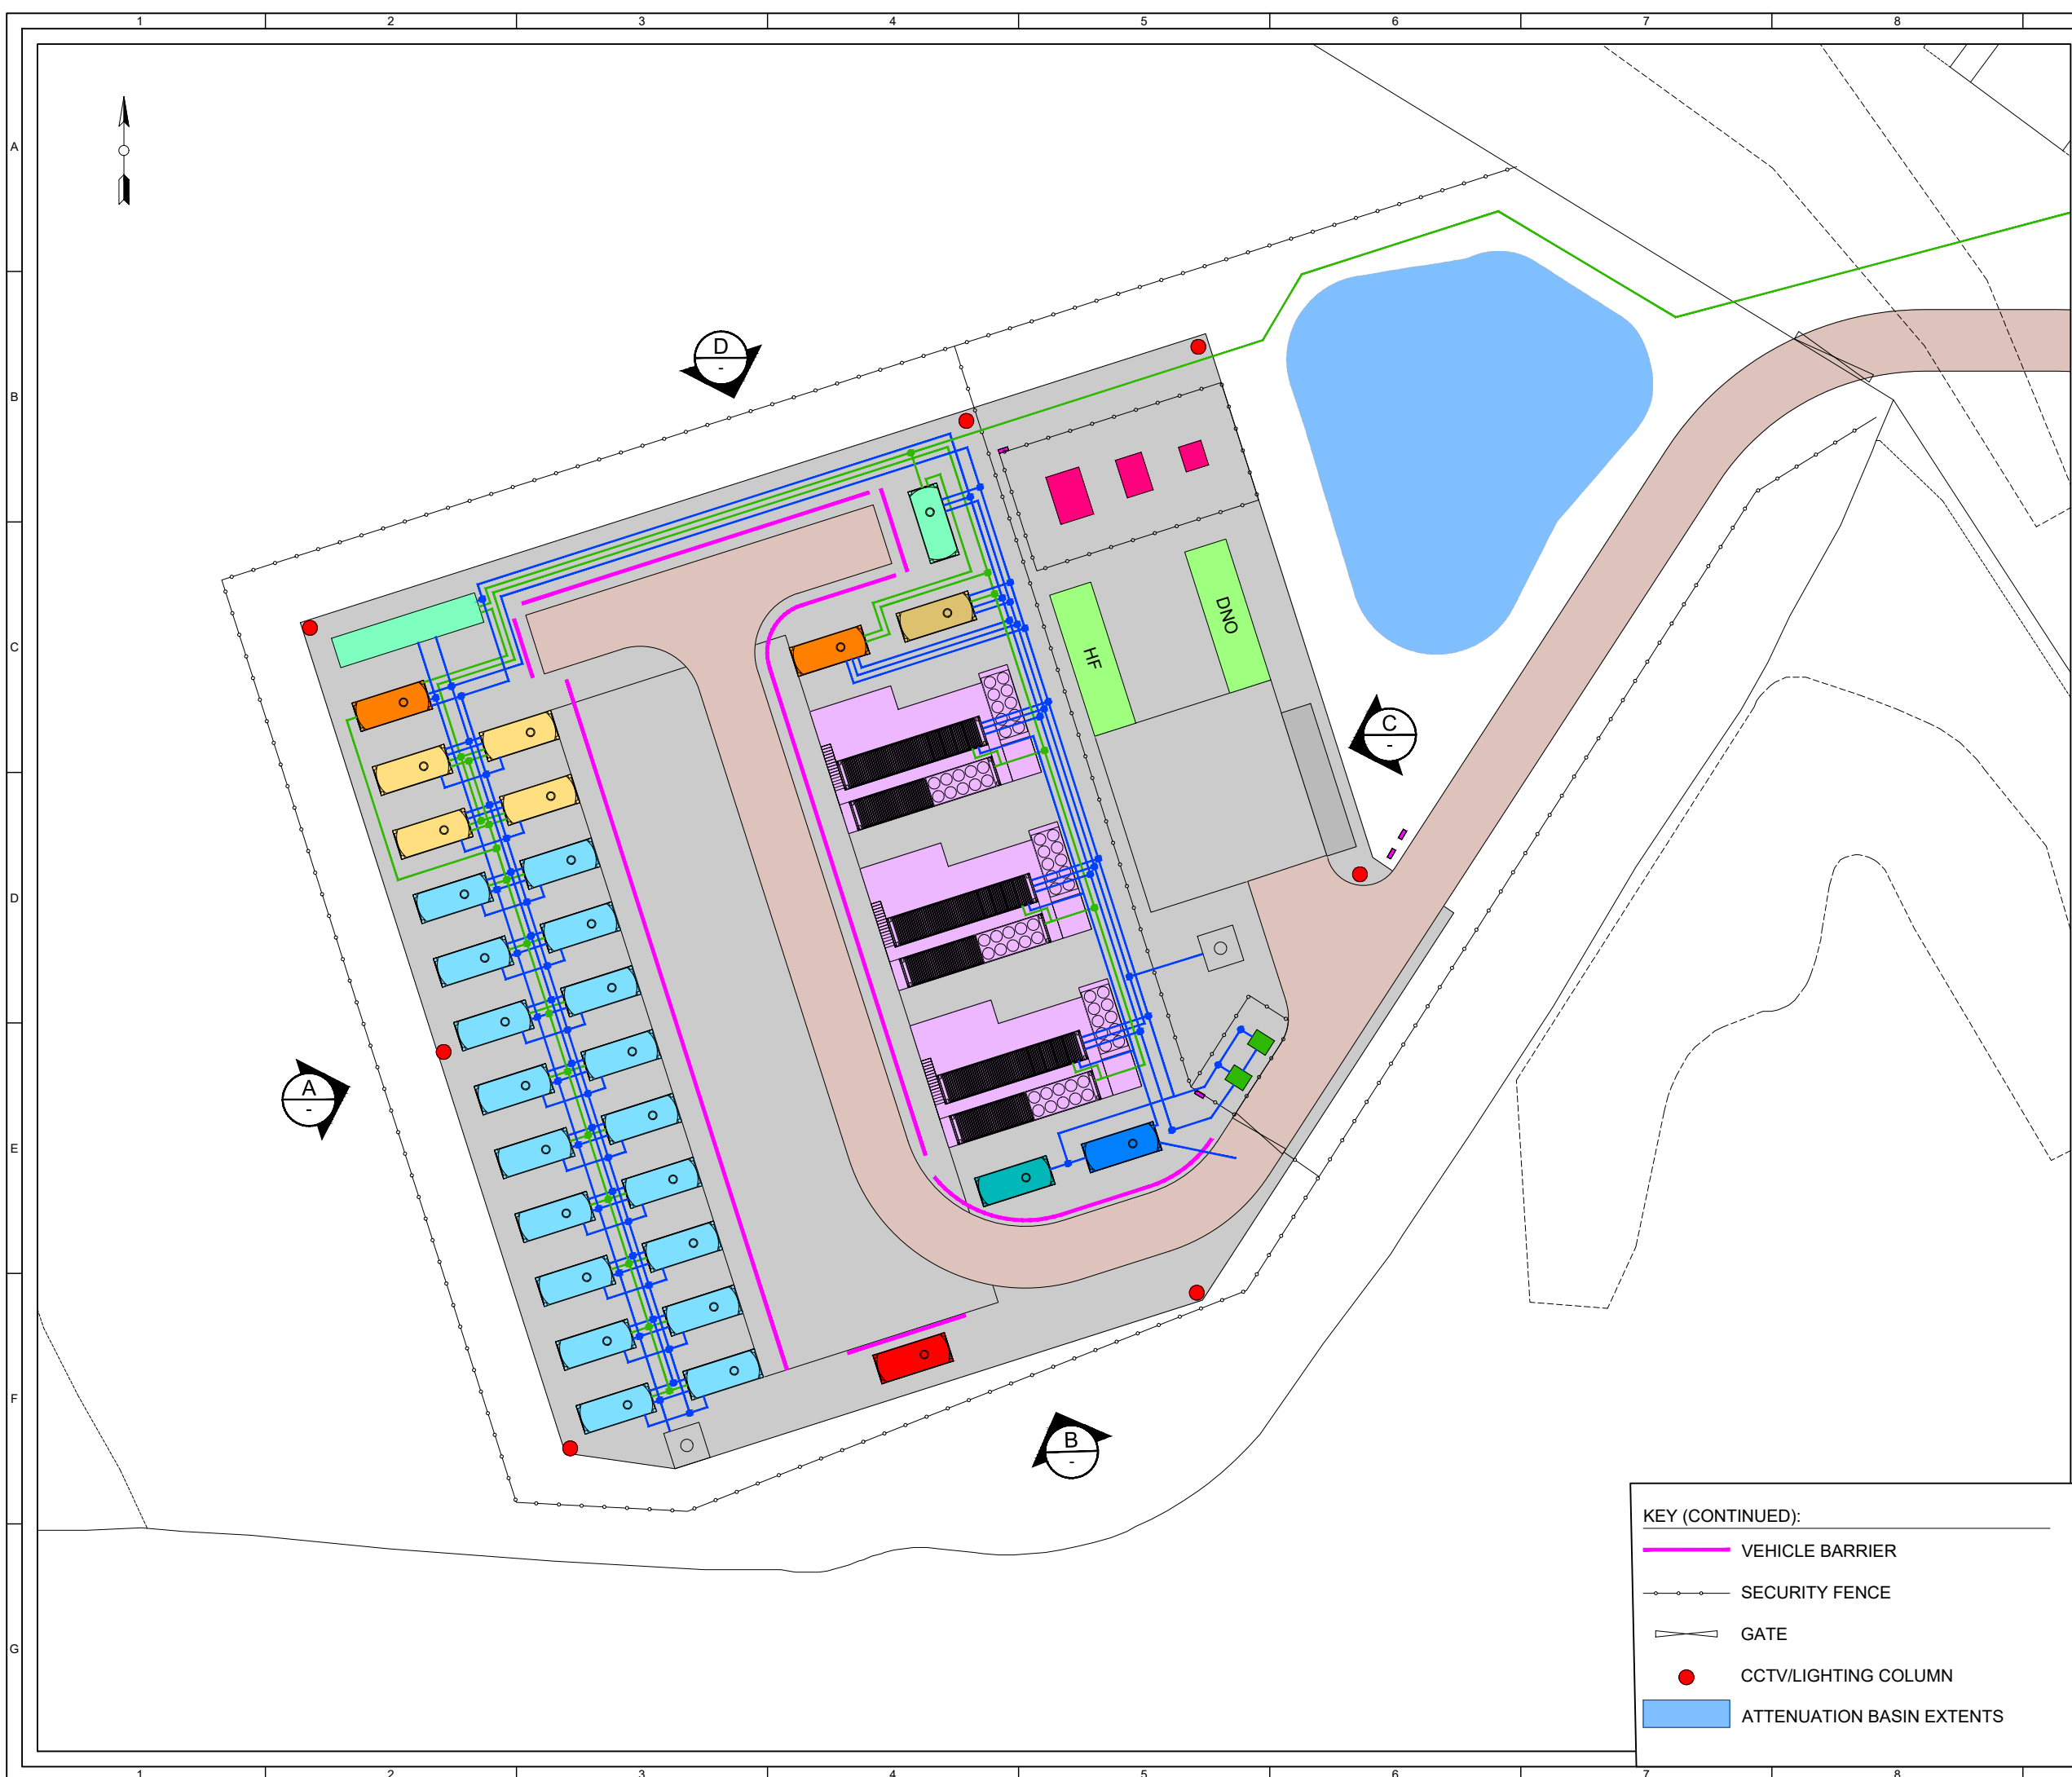 1 2 3 4 5 6 7 8
A
B
C
D
E
F
G
D
-
C
-
A
-
B
-
HF
DNO
KEY (CONTINUED):
VEHICLE BARRIER
SECURITY FENCE
GATE
CCTV/LIGHTING COLUMN
ATTENUATION BASIN EXTENTS
1 2 3 4 5 6 7 8